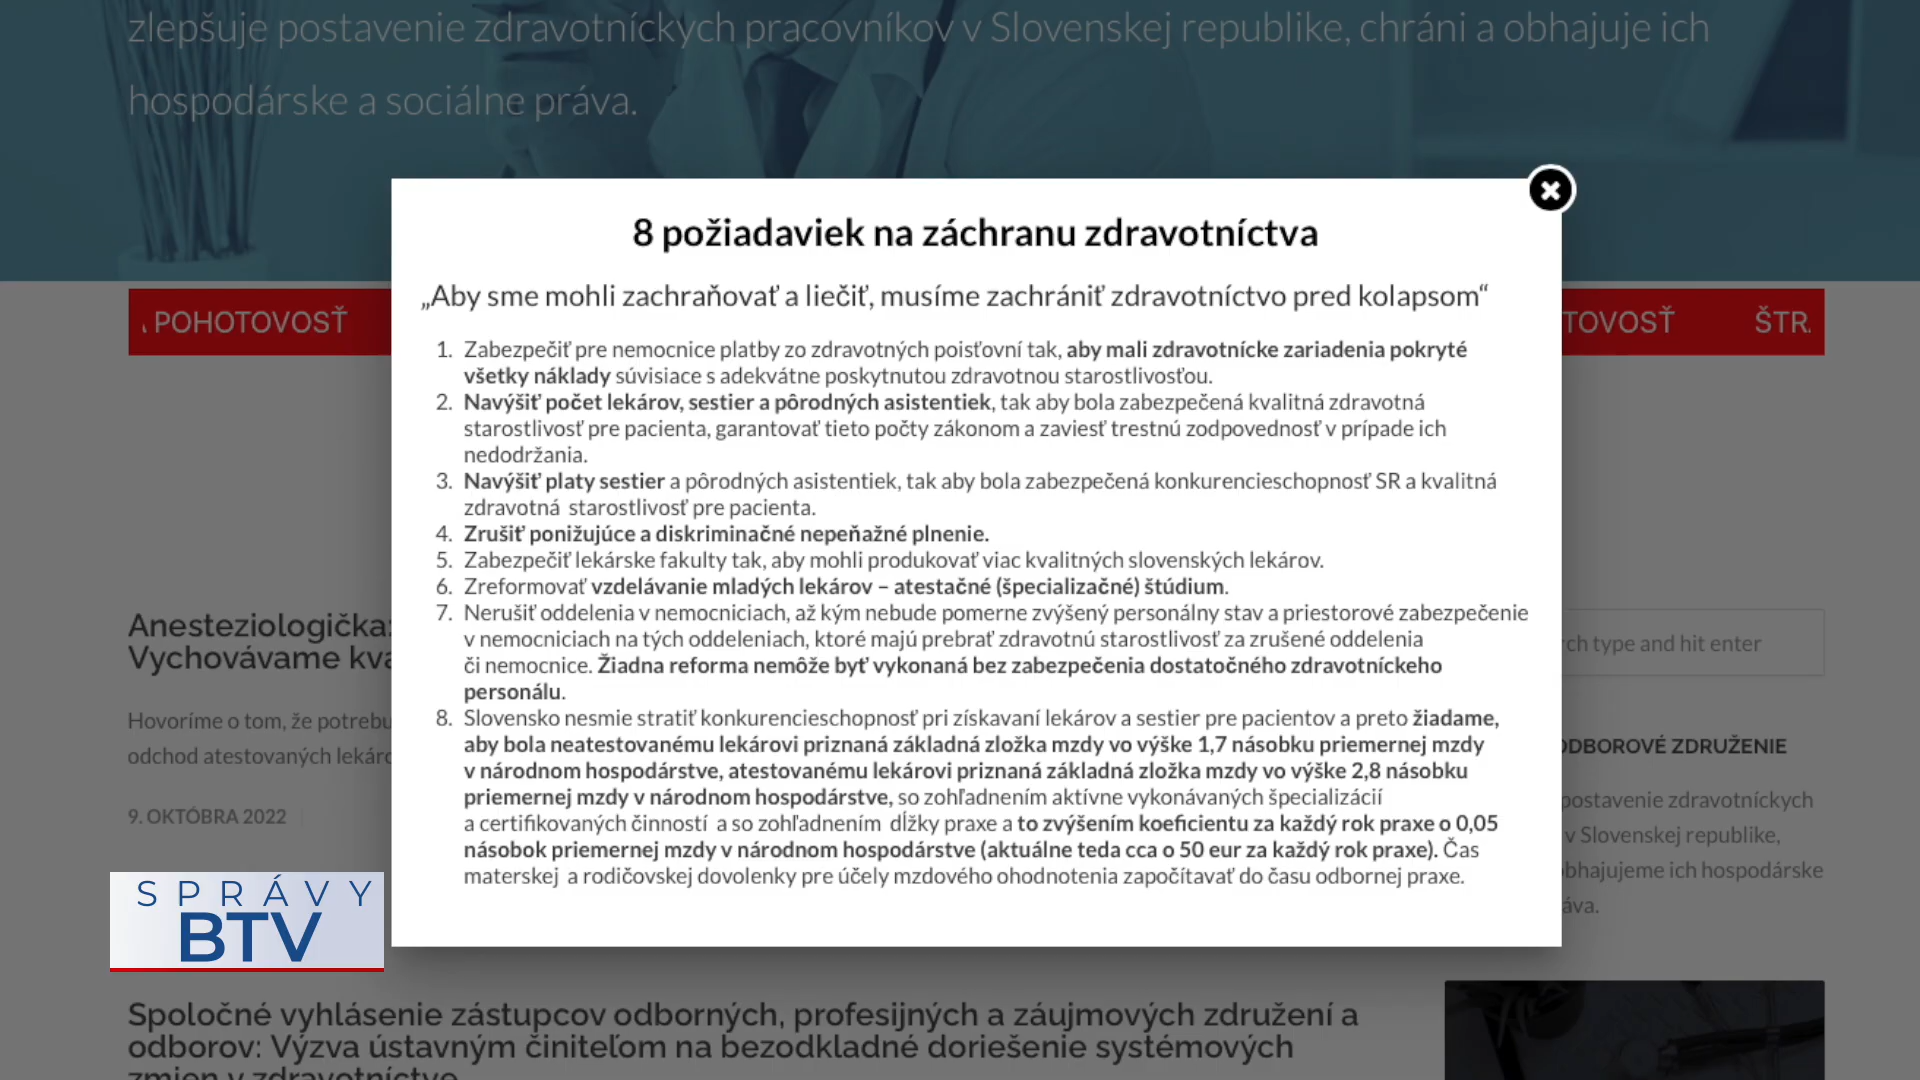 zlepšuje postavenie zdravotníckych pracovníkov v Slovenskej republike, chráni a obhajuje ich
hospodárske a sociálne práva.
8 požiadaviek na záchranu zdravotníctva
„Aby sme mohli zachraňovať a liečiť, musíme zachrániť zdravotníctvo pred kolapsom“
POHOTOVOSŤ
TOVOSŤ
ŠTR
1. Zabezpečiť pre nemocnice platby zo zdravotných poisťovní tak, aby mali zdravotnícke zariadenia pokryté
všetky náklady súvisiace s adekvátne poskytnutou zdravotnou starostlivosťou.
2. Navýšiť počet lekárov, sestier a pôrodných asistentiek, tak aby bola zabezpečená kvalitná zdravotná
starostlivosť pre pacienta, garantovať tieto počty zákonom a zaviesť trestnú zodpovednosť v prípade ich
nedodržania.
3. Navýšiť platy sestier a pôrodných asistentiek, tak aby bola zabezpečená konkurencieschopnosť SR a kvalitná
zdravotná starostlivosť pre pacienta.
4. Zrušiť ponižujúce a diskriminačné nepeňažné plnenie.
5. Zabezpečiť lekárske fakulty tak, aby mohli produkovať viac kvalitných slovenských lekárov.
6. Zreformovať vzdelávanie mladých lekárov – atestačné (špecializačné) štúdium.
7. Nerušiť oddelenia v nemocniciach, až kým nebude pomerne zvýšený personálny stav a priestorové zabezpečenie
v nemocniciach na tých oddeleniach, ktoré majú prebrať zdravotnú starostlivosť za zrušené oddelenia
či nemocnice. Žiadna reforma nemôže byť vykonaná bez zabezpečenia dostatočného zdravotníckeho
personálu.
8. Slovensko nesmie stratiť konkurencieschopnosť pri získavaní lekárov a sestier pre pacientov a preto žiadame,
aby bola neatestovanému lekárovi priznaná základná zložka mzdy vo výške 1,7 násobku priemernej mzdy
v národnom hospodárstve, atestovanému lekárovi priznaná základná zložka mzdy vo výške 2,8 násobku
priemernej mzdy v národnom hospodárstve, so zohľadnením aktívne vykonávaných špecializácií
a certifikovaných činností a so zohľadnením dĺžky praxe a to zvýšením koeficientu za každý rok praxe o 0,05
násobok priemernej mzdy v národnom hospodárstve (aktuálne teda cca o 50 eur za každý rok praxe). Čas
materskej a rodičovskej dovolenky pre účely mzdového ohodnotenia započítavať do času odbornej praxe.
Anesteziologička:
Vychovávame kva
Hovoríme o tom, že potrebu
odchod atestovaných lekáro
9. OKTÓBRA 2022
rch type and hit enter
ODBOROVÉ ZDRUŽENIE
postavenie zdravotníckych
v Slovenskej republike,
obhajujeme ich hospodárske
áva.
SPRÁVY
BTV
Spoločné vyhlásenie zástupcov odborných, profesijných a záujmových združení a
odborov: Výzva ústavným činiteľom na bezodkladné doriešenie systémových
zmien v zdravotníctve